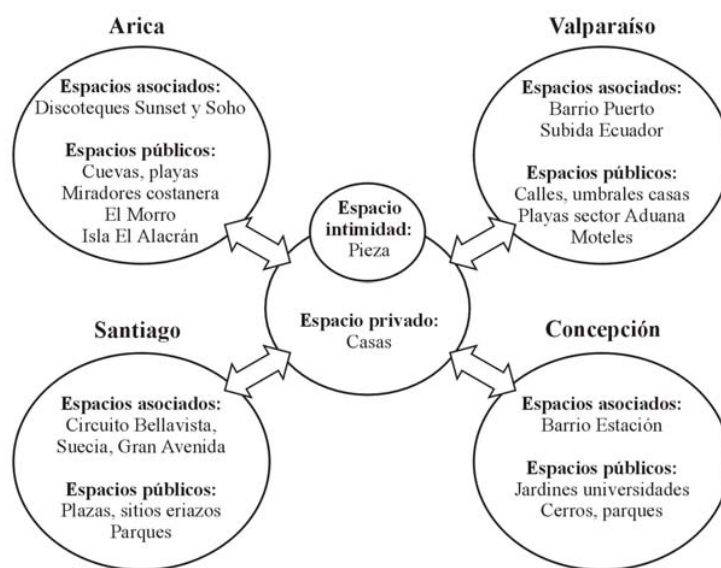 Arica
Espacios asociados:
Discoteques Sunset y Soho
Espacios públicos:
Cuevas, playas
Miradores costanera
El Morro
Isla El Alacrán
Valparaíso
Espacios asociados:
Barrio Puerto
Subida Ecuador
Espacios públicos:
Calles, umbrales casas
Playas sector Aduana
Moteles
Espacio
intimidad:
Pieza
Espacio privado:
Casas
Santiago
Espacios asociados:
Circuito Bellavista,
Suecia, Gran Avenida
Espacios públicos:
Plazas, sitios eriazos
Parques
Concepción
Espacios asociados:
Barrio Estación
Espacios públicos:
Jardines universidades
Cerros, parques